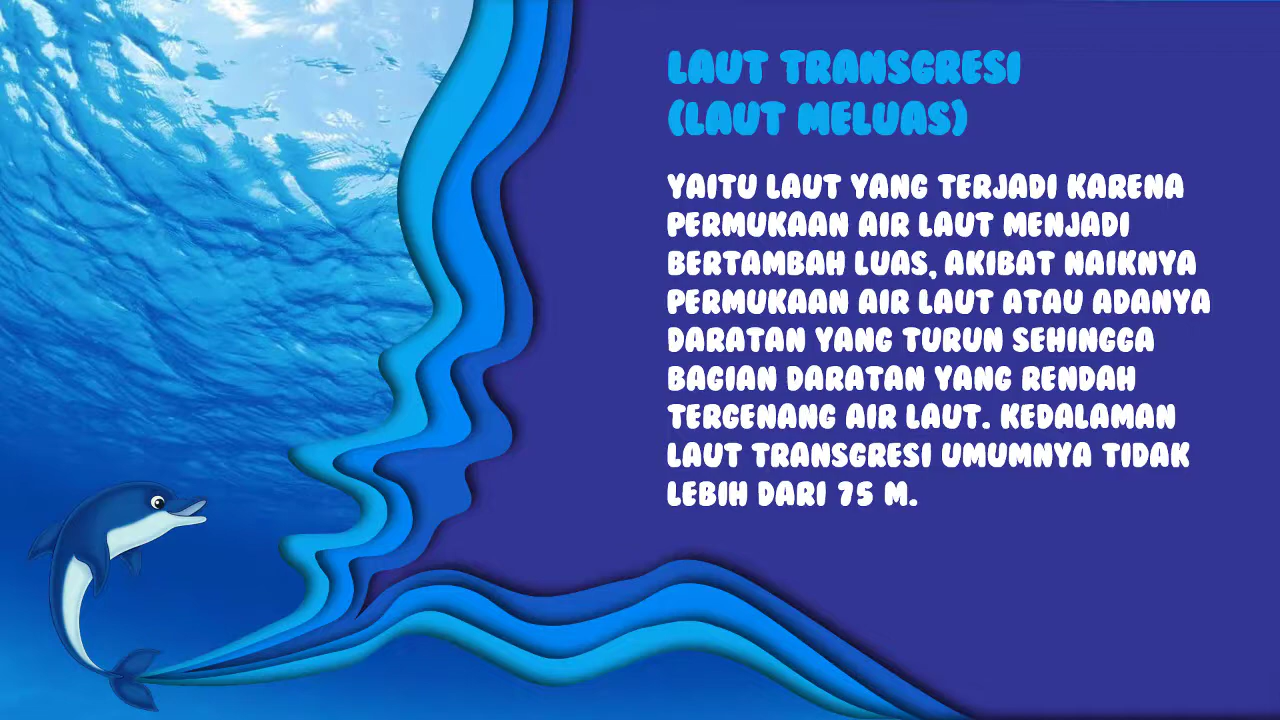 LAUT TRANSGRESI
(LAUT MELUAS)
YAITU LAUT YANG TERJADI KARENA
PERMUKAAN AIR LAUT MENJADI
BERTAMBAH LUAS, AKIBAT NAIKNYA
PERMUKAAN AIR LAUT ATAU ADANYA
DARATAN YANG TURUN SEHINGGA
BAGIAN DARATAN YANG RENDAH
TERGENANG AIR LAUT. KEDALAMAN
LAUT TRANSGRESI UMUMNYA TIDAK
LEBIH DARI 75 M.